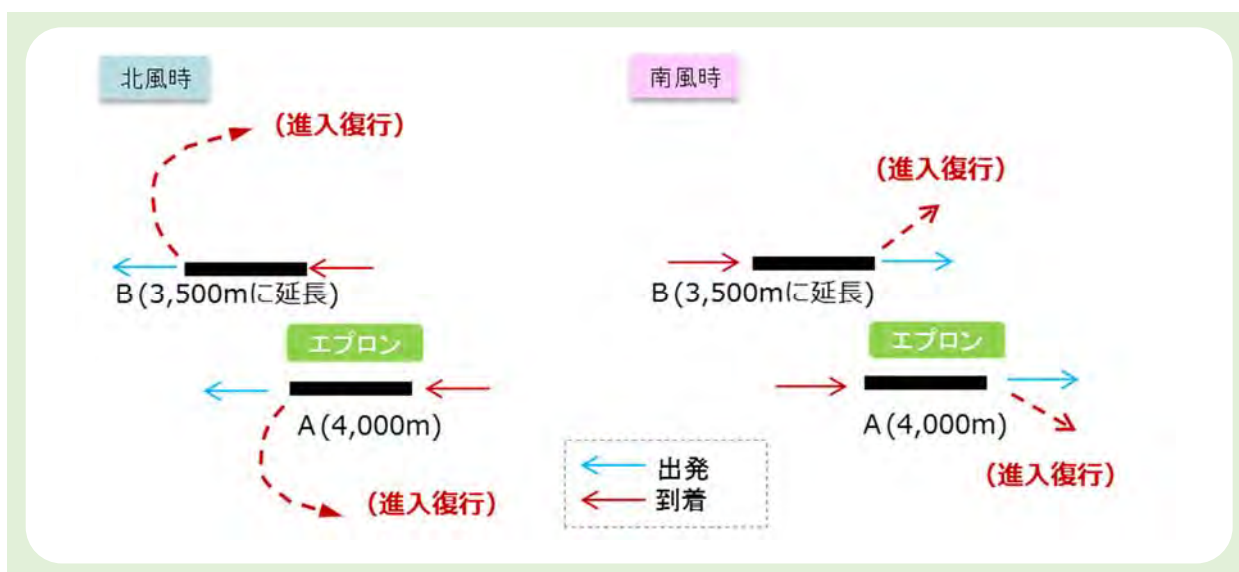 北風時
(進入復行)
B(3,500mに延長)
エプロン
A(4,000m)
(進入復行)
南風時
(進入復行)
B(3,500mに延長)
エプロン
A(4,000m)
(進入復行)
出発
到着